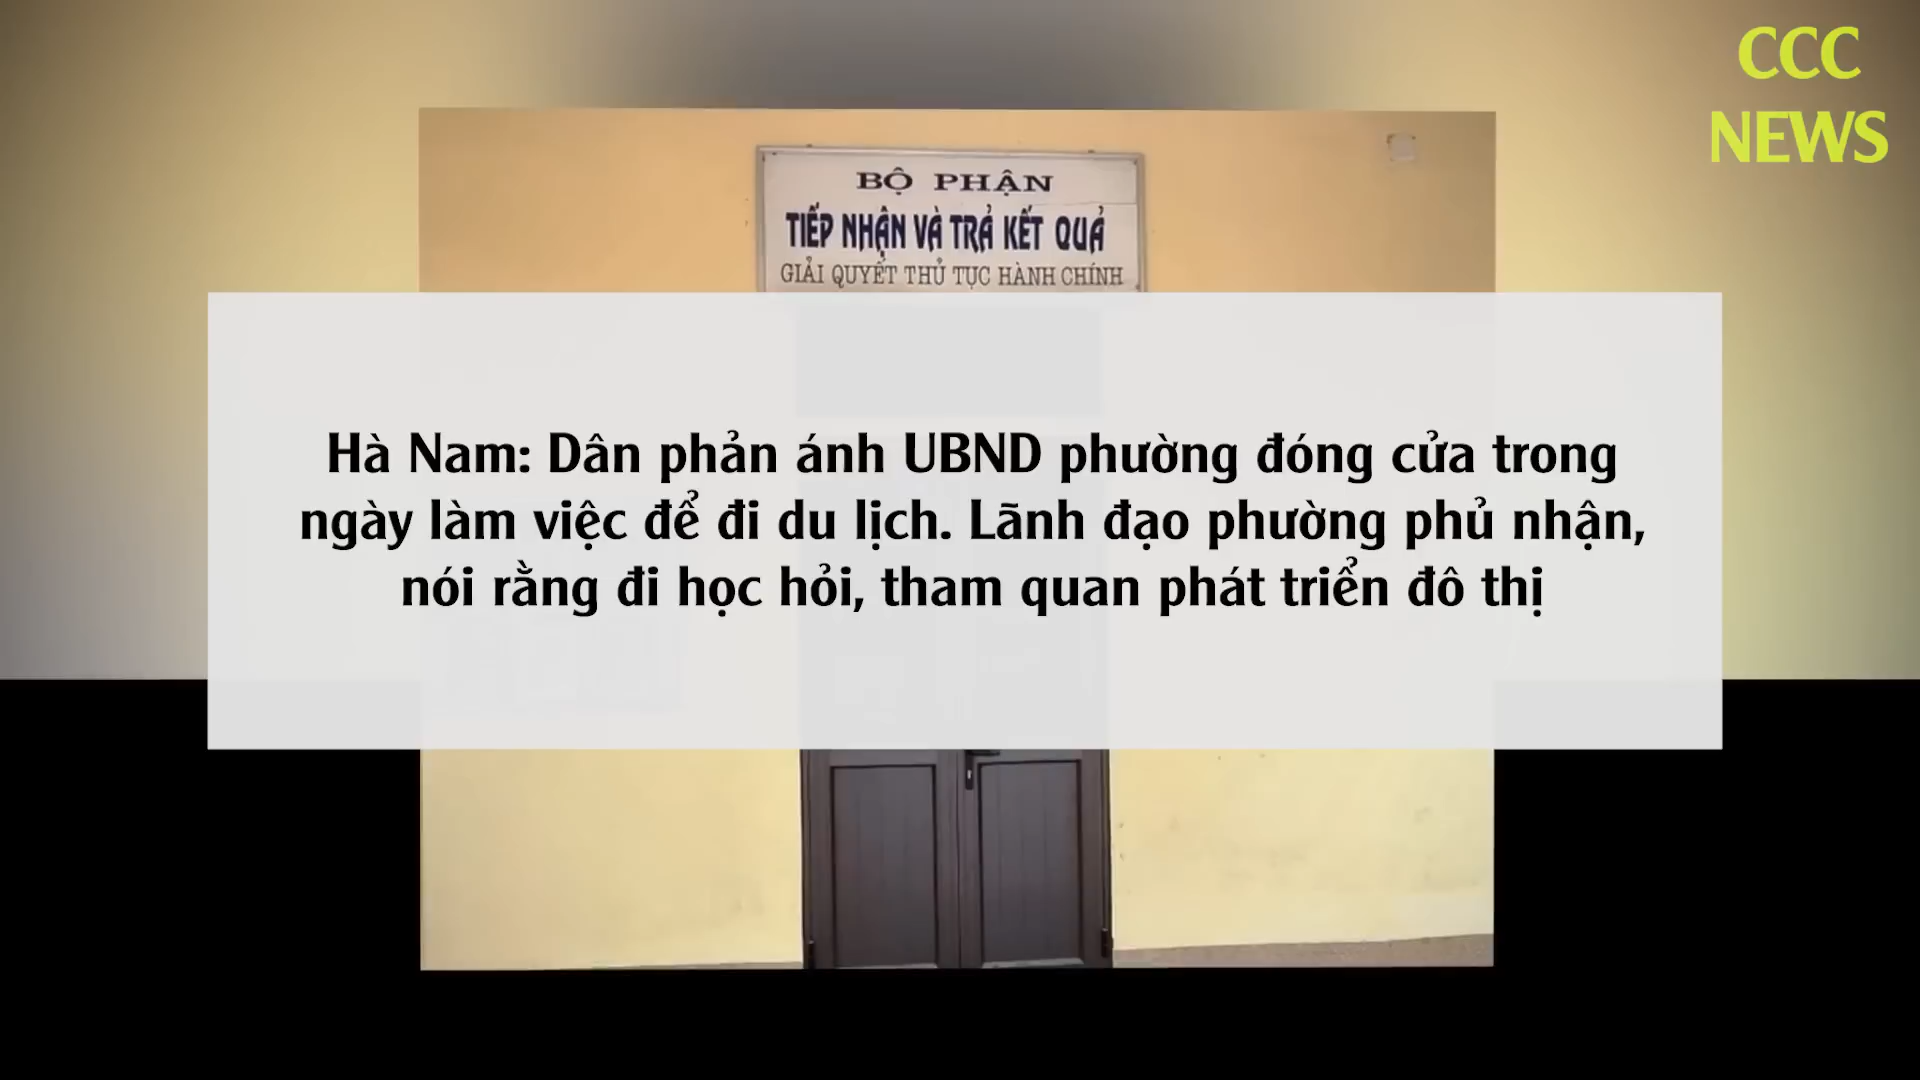 CCC
NEWS
BỘ PHẬN
TIẾP NHẬN VÀ TRẢ KẾT QUẢ
GIẢI QUYẾT THỦ TỤC HÀNH CHÍNH
Hà Nam: Dân phản ánh UBND phường đóng cửa trong
ngày làm việc để đi du lịch. Lãnh đạo phường phủ nhận,
nói rằng đi học hỏi, tham quan phát triển đô thị